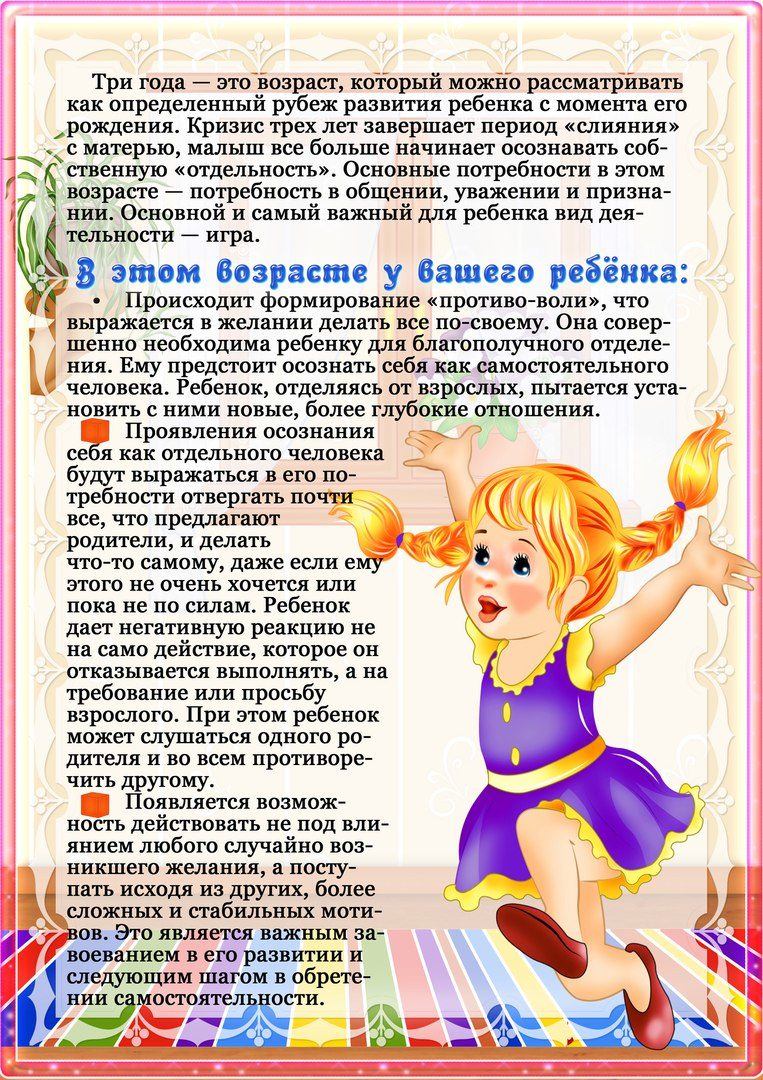 Три года — это возраст, который можно рассматривать
как определенный рубеж развития ребенка с момента его
рождения. Кризис трех лет завершает период «слияния»
с матерью, малыш все больше начинает осознавать соб-
ственную «отдельность». Основные потребности в этом
возрасте — потребность в общении, уважении и призна-
нии. Основной и самый важный для ребенка вид дея-
тельности — игра.
В этом возрасте у вашего ребёнка:
• Происходит формирование «противо-воли», что
выражается в желании делать все по-своему. Она совер-
шенно необходима ребенку для благополучного отделе-
ния. Ему предстоит осознать себя как самостоятельного
человека. Ребенок, отделяясь от взрослых, пытается уста-
новить с ними новые, более глубокие отношения.
Проявления осознания
себя как отдельного человека
будут выражаться в его по-
требности отвергать почти
все, что предлагают
родители, и делать
что-то самому, даже если ему
этого не очень хочется или
пока не по силам. Ребенок
дает негативную реакцию не
на само действие, которое он
отказывается выполнять, а на
требование или просьбу
взрослого. При этом ребенок
может слушаться одного ро-
дителя и во всем противоре-
чить другому.
Появляется возмож-
ность действовать не под вли-
янием любого случайно воз-
никшего желания, а посту-
пать исходя из других, более
сложных и стабильных моти-
вов. Это является важным за-
воеванием в его развитии и
следующим шагом в обрете-
нии самостоятельности.